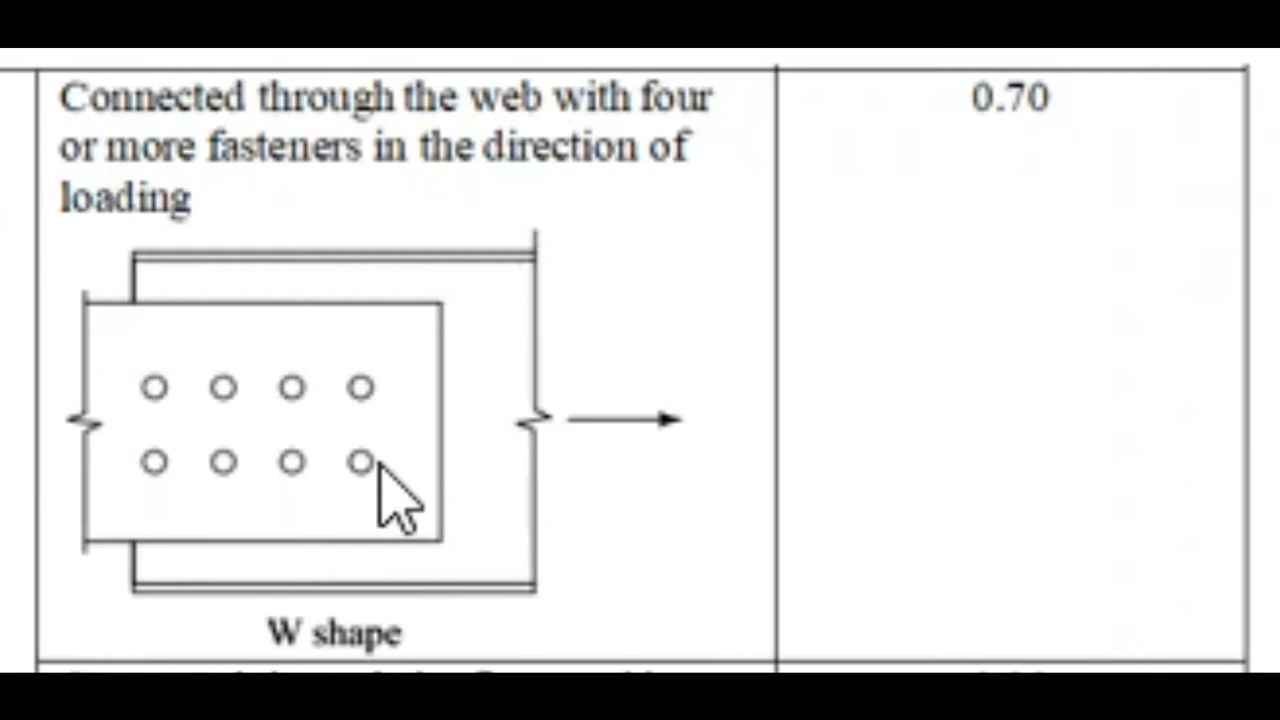 Connected through the web with four
or more fasteners in the direction of
loading
0.70
W shape